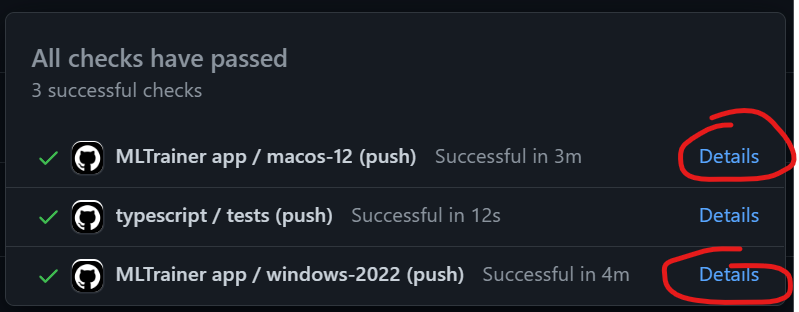 All checks have passed
3 successful checks
MLTrainer app / macos-12 (push) Successful in 3m Details
typescript / tests (push) Successful in 12s Details
MLTrainer app / windows-2022 (push) Successful in 4m Details